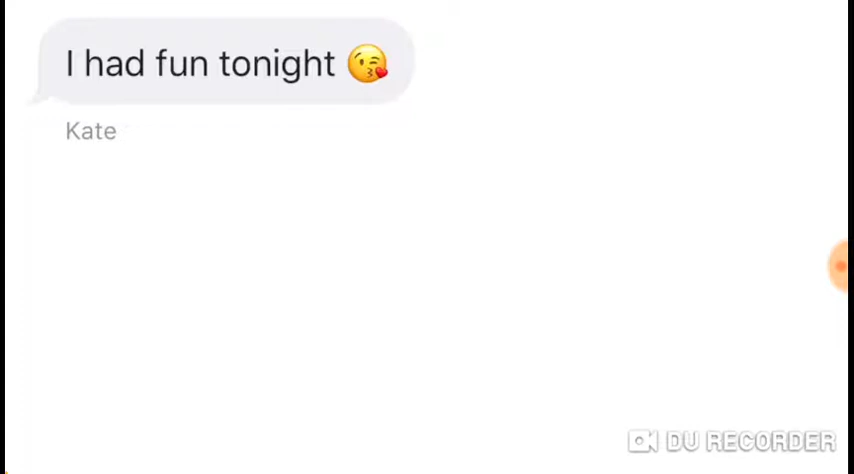 I had fun tonight 😘
Kate
DU RECORDER